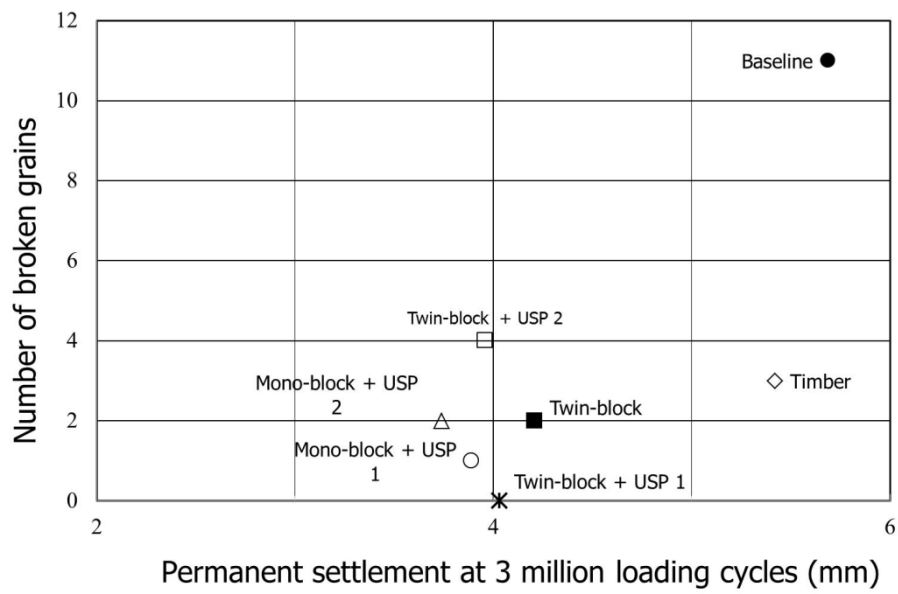 12
Baseline
10
Number of broken grains
8
6
Twin-block + USP 2
4
Mono-block + USP
2
Timber
Twin-block
2
Mono-block + USP
1
Twin-block + USP 1
0
2
4
6
Permanent settlement at 3 million loading cycles (mm)